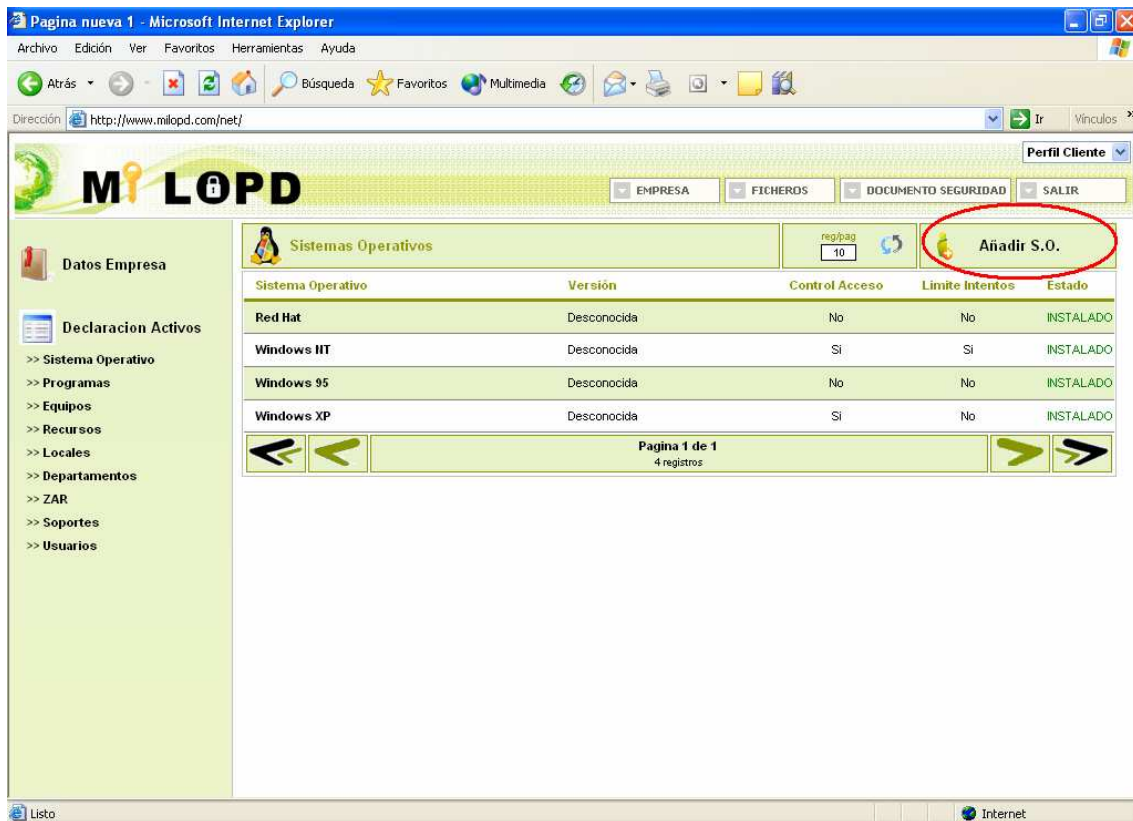 Pagina nueva 1 - Microsoft Internet Explorer
Archivo Edición Ver Favoritos Herramientas Ayuda
Atrás Búsqueda Favoritos Multimedia
Dirección http://www.milopd.com/net/ Ir Vínculos »
Perfil Cliente
Mi LOPD
EMPRESA FICHEROS DOCUMENTO SEGURIDAD SALIR
Datos Empresa
Declaracion Activos
>> Sistema Operativo
>> Programas
>> Equipos
>> Recursos
>> Locales
>> Departamentos
>> ZAR
>> Soportes
>> Usuarios
Sistemas Operativos reg/pag 10 Añadir S.O.
Sistema Operativo Versión Control Acceso Limite Intentos Estado
Red Hat Desconocida No No INSTALADO
Windows NT Desconocida Si Si INSTALADO
Windows 95 Desconocida No No INSTALADO
Windows XP Desconocida Si No INSTALADO
Pagina 1 de 1
4 registros
Listo Internet